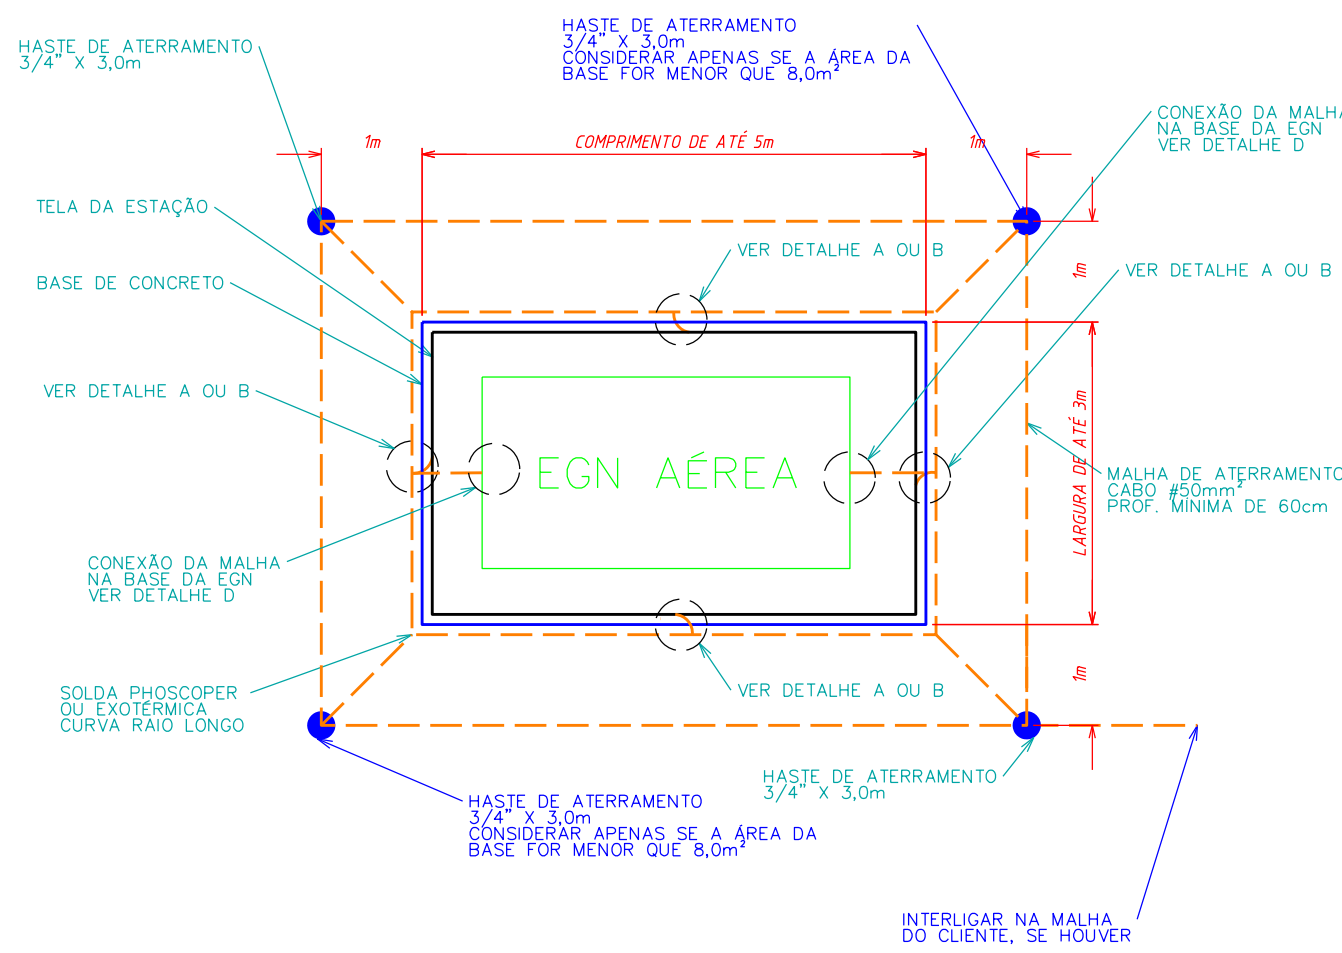 HASTE DE ATERRAMENTO
3/4" X 3,0m
CONSIDERAR APENAS SE A ÁREA DA
BASE FOR MENOR QUE 8,0m²
HASTE DE ATERRAMENTO
3/4" X 3,0m
CONEXÃO DA MALHA
NA BASE DA EGN
VER DETALHE D
1m
COMPRIMENTO DE ATÉ 5m
1m
TELA DA ESTAÇÃO
VER DETALHE A OU B
1m
VER DETALHE A OU B
BASE DE CONCRETO
VER DETALHE A OU B
LARGURA DE ATÉ 3m
EGN AÉREA
MALHA DE ATERRAMENTO
CABO #50mm²
PROF. MÍNIMA DE 60cm
CONEXÃO DA MALHA
NA BASE DA EGN
VER DETALHE D
1m
SOLDA PHOSCOPER
OU EXOTÉRMICA
CURVA RAIO LONGO
VER DETALHE A OU B
HASTE DE ATERRAMENTO
3/4" X 3,0m
HASTE DE ATERRAMENTO
3/4" X 3,0m
CONSIDERAR APENAS SE A ÁREA DA
BASE FOR MENOR QUE 8,0m²
INTERLIGAR NA MALHA
DO CLIENTE, SE HOUVER